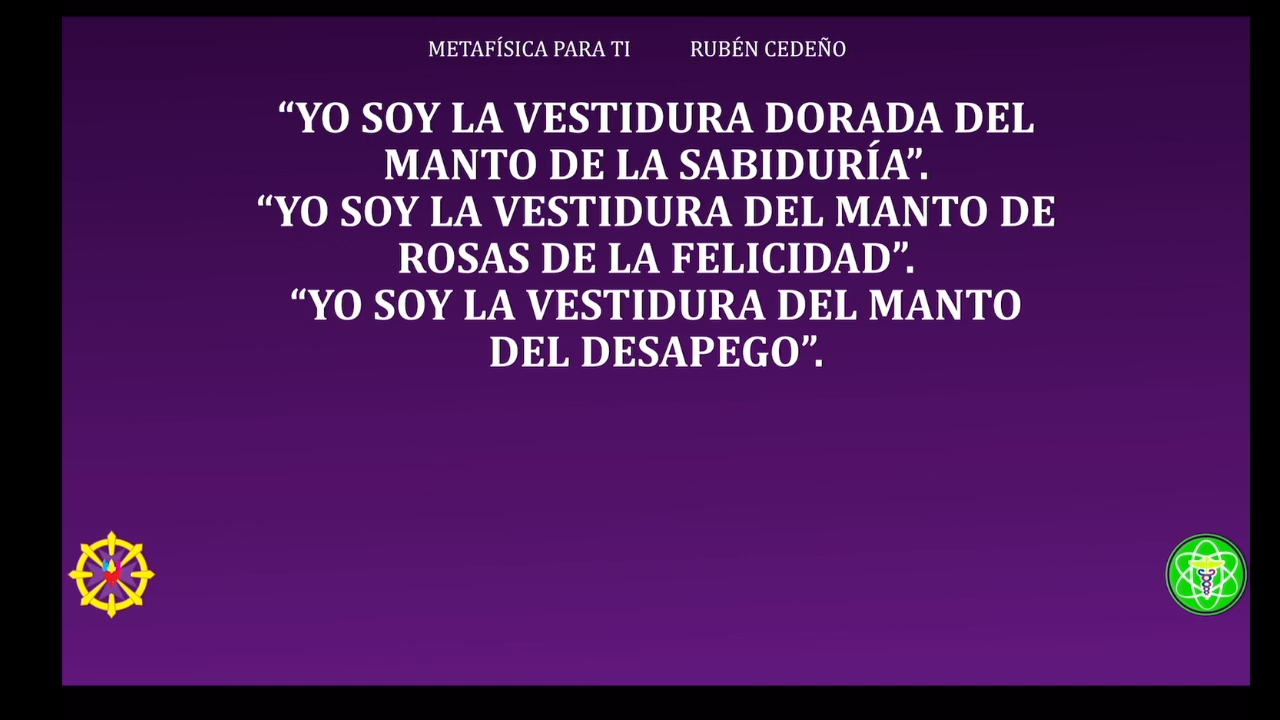 METAFÍSICA PARA TI RUBÉN CEDEÑO
“YO SOY LA VESTIDURA DORADA DEL
MANTO DE LA SABIDURÍA”.
“YO SOY LA VESTIDURA DEL MANTO DE
ROSAS DE LA FELICIDAD”.
“YO SOY LA VESTIDURA DEL MANTO
DEL DESAPEGO”.